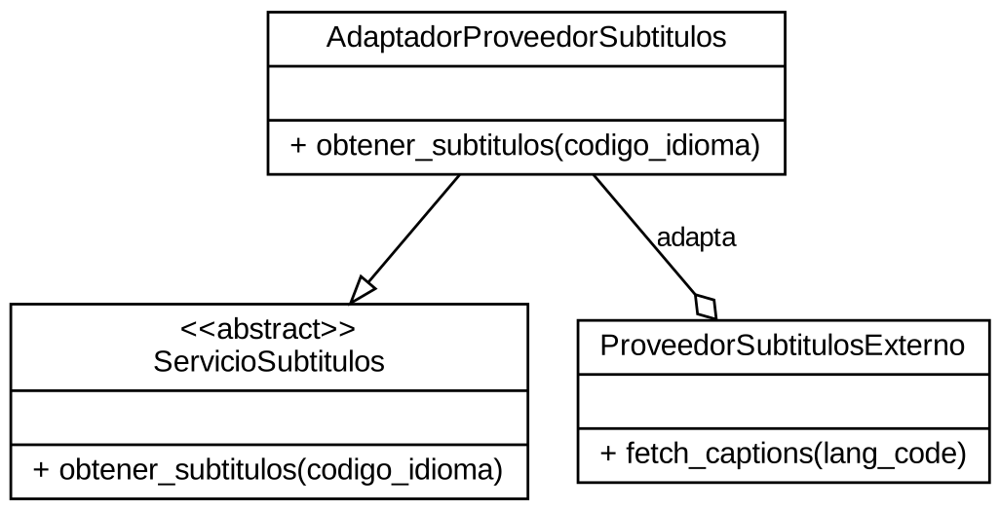 AdaptadorProveedorSubtitulos
+ obtener_subtitulos(codigo_idioma)
adapta
<<abstract>>
ServicioSubtitulos
+ obtener_subtitulos(codigo_idioma)
ProveedorSubtitulosExterno
+ fetch_captions(lang_code)